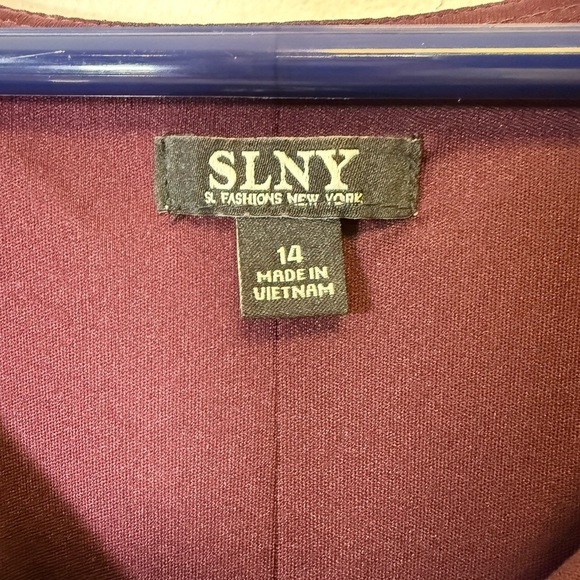 SLNY
SL FASHIONS NEW YORK
14
MADE IN
VIETNAM